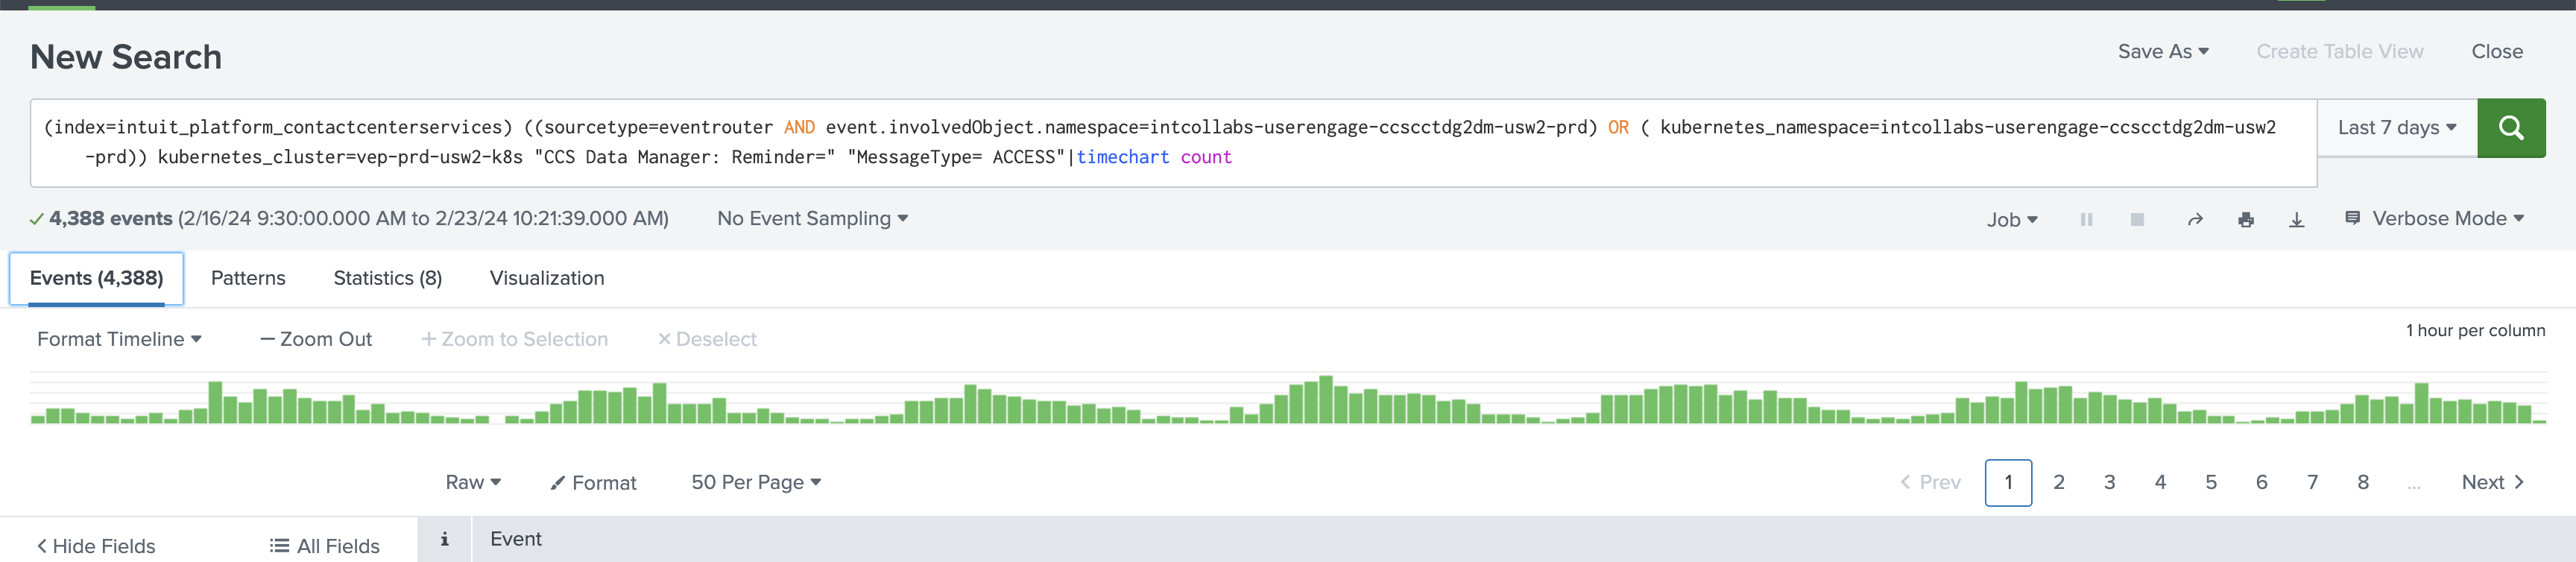 New Search
Save As Create Table View Close
(index=intuit_platform_contactcenterservices) ((sourcetype=eventrouter AND event.involvedObject.namespace=intcollabs-userengage-ccscctdg2dm-usw2-prd) OR ( kubernetes_namespace=intcollabs-userengage-ccscctdg2dm-usw2
-prd)) kubernetes_cluster=vep-prd-usw2-k8s "CCS Data Manager: Reminder=" "MessageType= ACCESS"|timechart count
Last 7 days
4,388 events (2/16/24 9:30:00.000 AM to 2/23/24 10:21:39.000 AM) No Event Sampling Job Verbose Mode
Events (4,388) Patterns Statistics (8) Visualization
Format Timeline — Zoom Out + Zoom to Selection × Deselect 1 hour per column
Raw Format 50 Per Page < Prev 1 2 3 4 5 6 7 8 ... Next >
< Hide Fields All Fields i Event